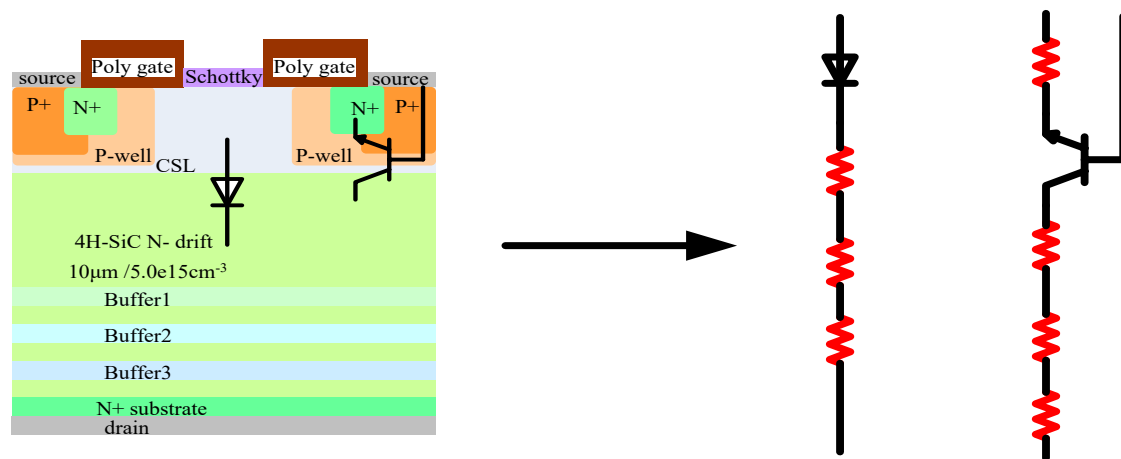 Poly gate
Poly gate
source
Schottky
source
P+
N+
N+
P+
P-well
P-well
CSL
4H-SiC N- drift
10μm /5.0e15cm⁻³
Buffer1
Buffer2
Buffer3
N+ substrate
drain